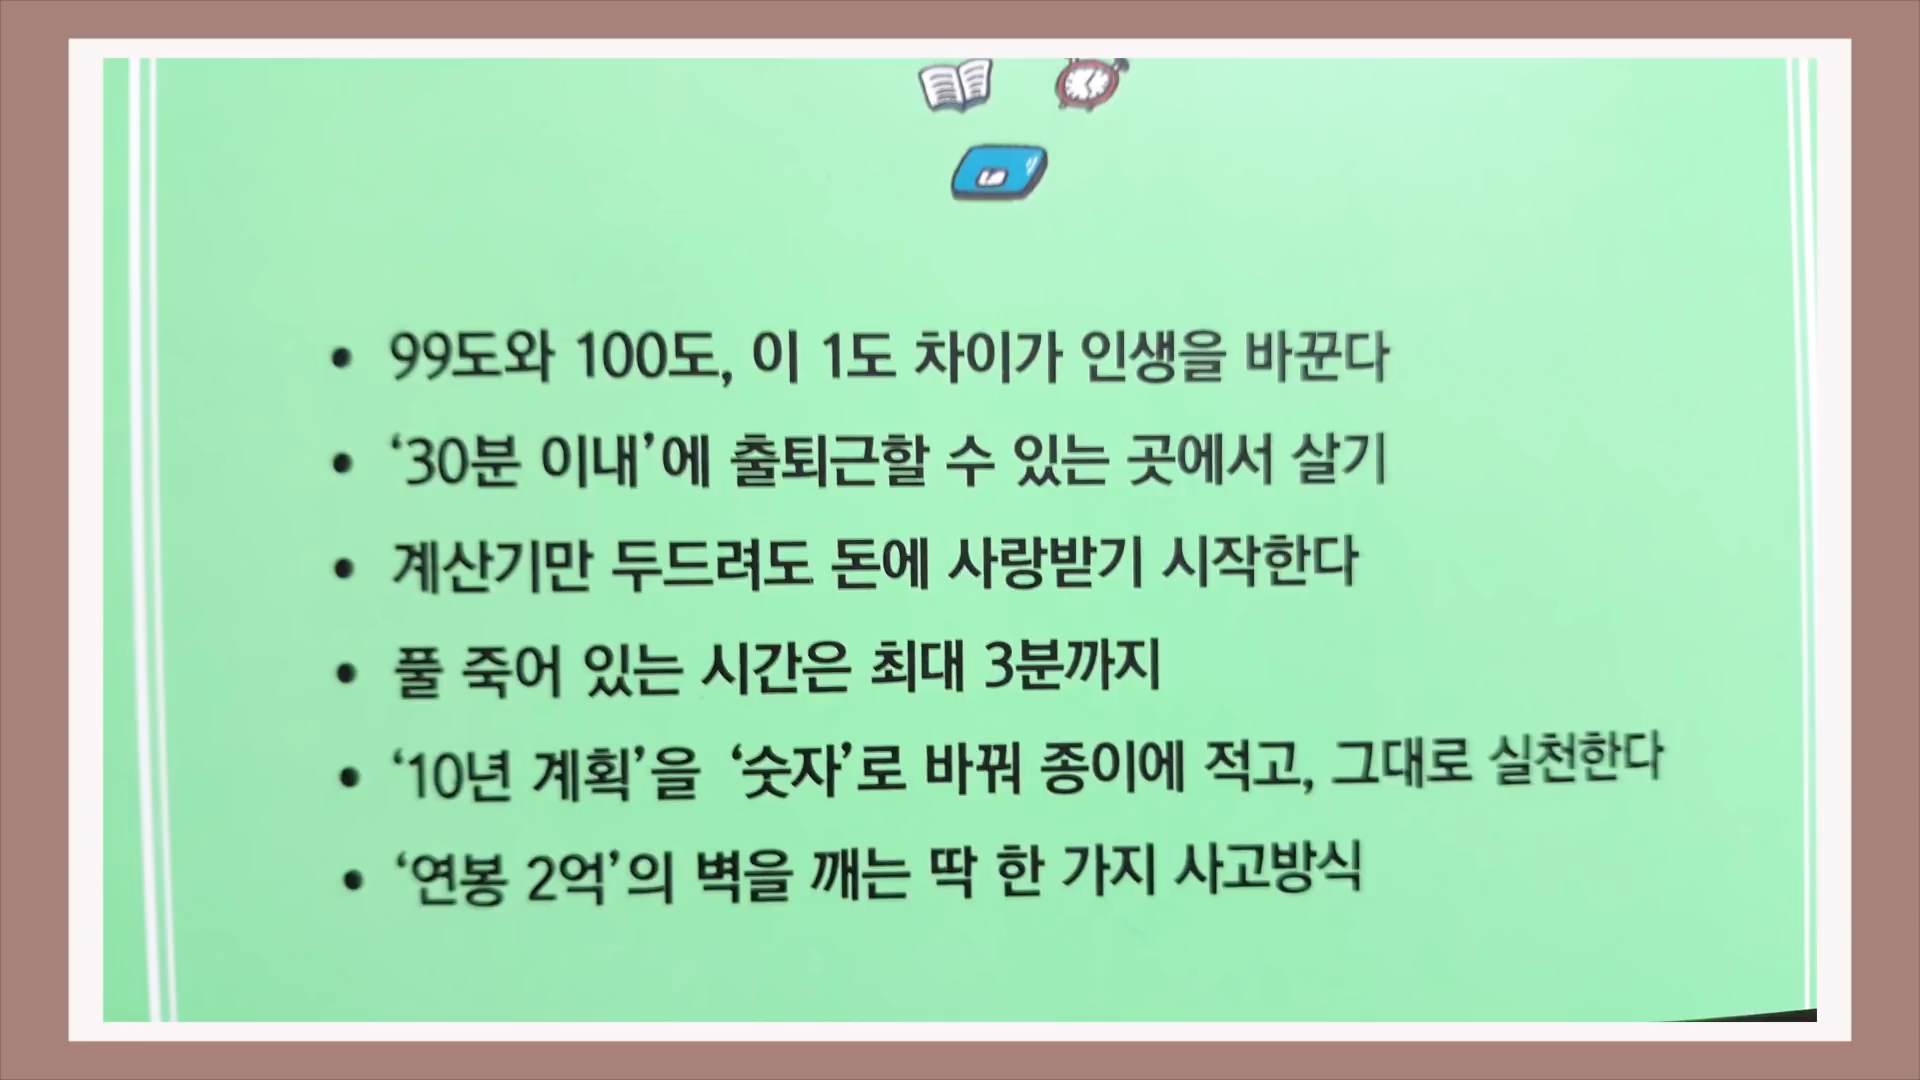 • 99도와 100도, 이 1도 차이가 인생을 바꾼다
• ‘30분 이내’에 출퇴근할 수 있는 곳에서 살기
• 계산기만 두드려도 돈에 사랑받기 시작한다
• 풀 죽어 있는 시간은 최대 3분까지
• ‘10년 계획’을 ‘숫자’로 바꿔 종이에 적고, 그대로 실천한다
• ‘연봉 2억’의 벽을 깨는 딱 한 가지 사고방식